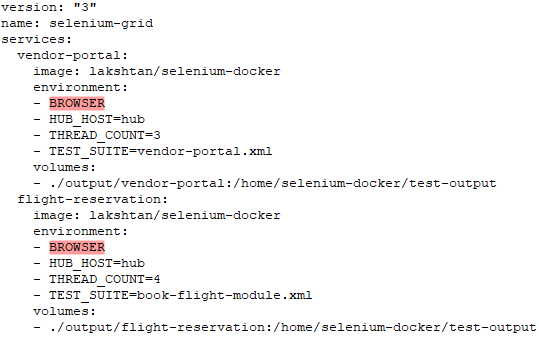 version: "3"
name: selenium-grid
services:
  vendor-portal:
    image: lakshtan/selenium-docker
    environment:
    - BROWSER
    - HUB_HOST=hub
    - THREAD_COUNT=3
    - TEST_SUITE=vendor-portal.xml
    volumes:
    - ./output/vendor-portal:/home/selenium-docker/test-output
  flight-reservation:
    image: lakshtan/selenium-docker
    environment:
    - BROWSER
    - HUB_HOST=hub
    - THREAD_COUNT=4
    - TEST_SUITE=book-flight-module.xml
    volumes:
    - ./output/flight-reservation:/home/selenium-docker/test-output